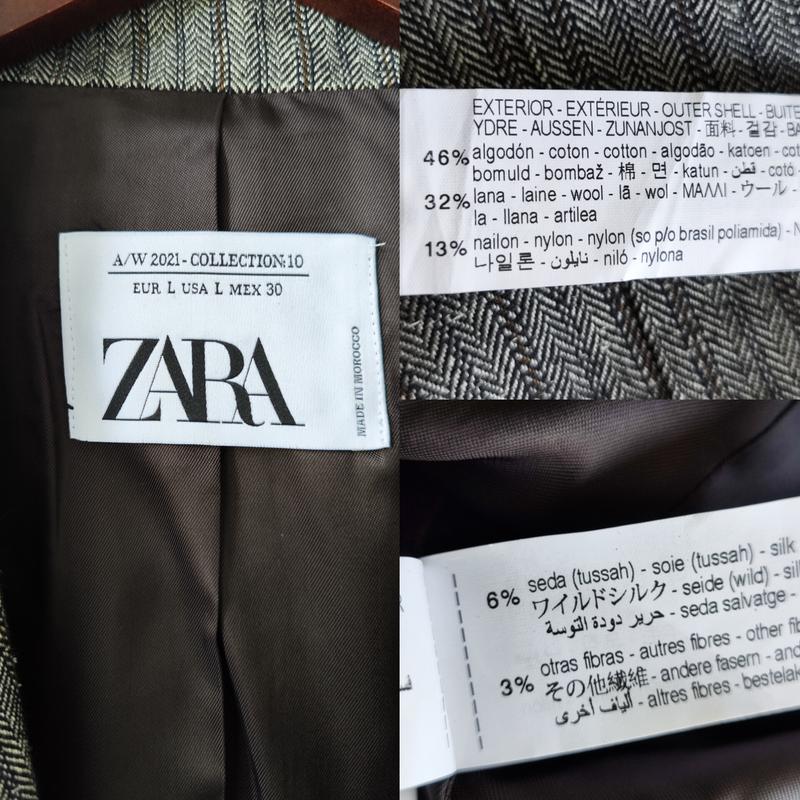 A/W 2021 - COLLECTION:10
EUR L USA L MEX 30
ZARA
MADE IN MOROCCO
EXTERIOR - EXTÉRIEUR - OUTER SHELL - BUITE
YDRE - AUSSEN - ZUNANJOST - 面料 - 겉감 - BA
46% algodón - coton - cotton - algodão - katoen - cot
bomuld - bombaž - 棉 - 면 - katun - قطن - cotó -
32% lana - laine - wool - lã - wol - ΜΑΛΛΙ - ウール -
la - llana - artilea
13% nailon - nylon - nylon (so p/o brasil poliamida) - N
나일론 - نايلون - niló - nylona
6% seda (tussah) - soie (tussah) - silk
ワイルドシルク - seide (wild) - sil
حرير دودة التوسة - seda salvatge -
3% otras fibras - autres fibres - other fib
その他繊維 - andere fasern - and
ألياف أخرى - altres fibres - bestelak